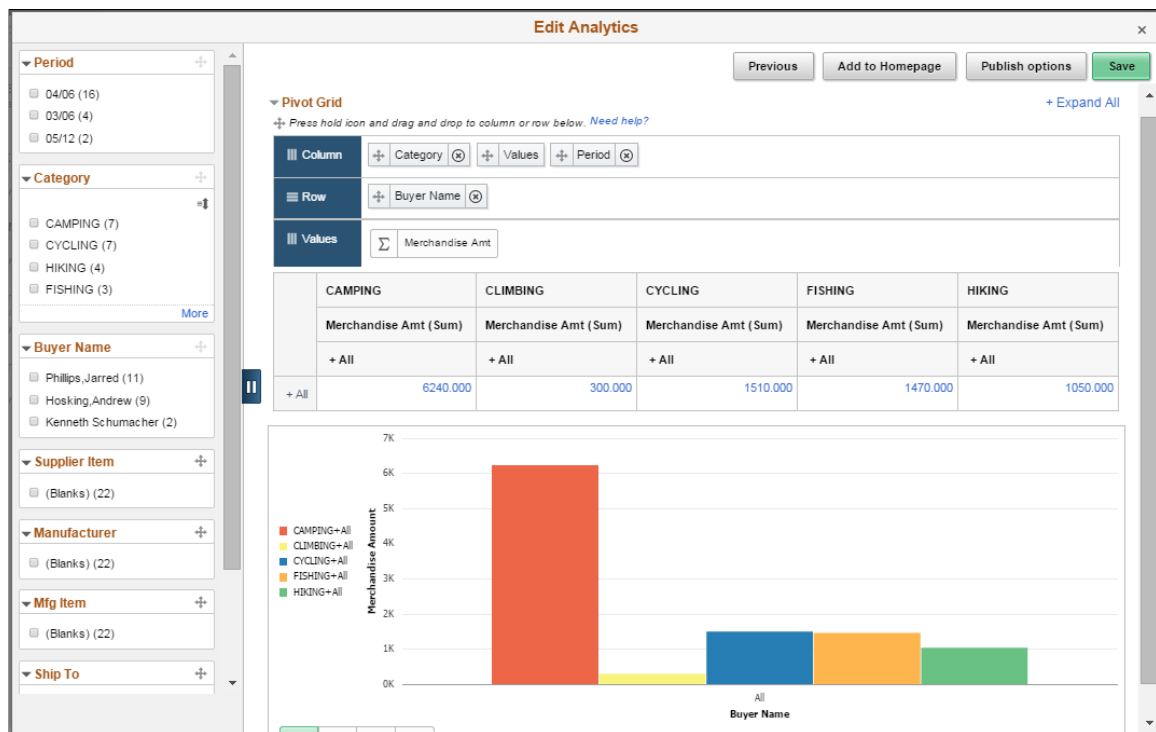 Edit Analytics
×
Period
04/06 (16)
03/06 (4)
05/12 (2)
Category
CAMPING (7)
CYCLING (7)
HIKING (4)
FISHING (3)
More
Buyer Name
Phillips,Jarred (11)
Hosking,Andrew (9)
Kenneth Schumacher (2)
Supplier Item
(Blanks) (22)
Manufacturer
(Blanks) (22)
Mfg Item
(Blanks) (22)
Ship To
Previous Add to Homepage Publish options Save
Pivot Grid + Expand All
Press hold icon and drag and drop to column or row below. Need help?
Column Category Values Period
Row Buyer Name
Values Σ Merchandise Amt
CAMPING CLIMBING CYCLING FISHING HIKING
Merchandise Amt (Sum) Merchandise Amt (Sum) Merchandise Amt (Sum) Merchandise Amt (Sum) Merchandise Amt (Sum)
+ All + All + All + All + All
+ All 6240.000 300.000 1510.000 1470.000 1050.000
7K
6K
5K
4K
3K
2K
1K
0K
Merchandise Amount
CAMPING+All
CLIMBING+All
CYCLING+All
FISHING+All
HIKING+All
All
Buyer Name